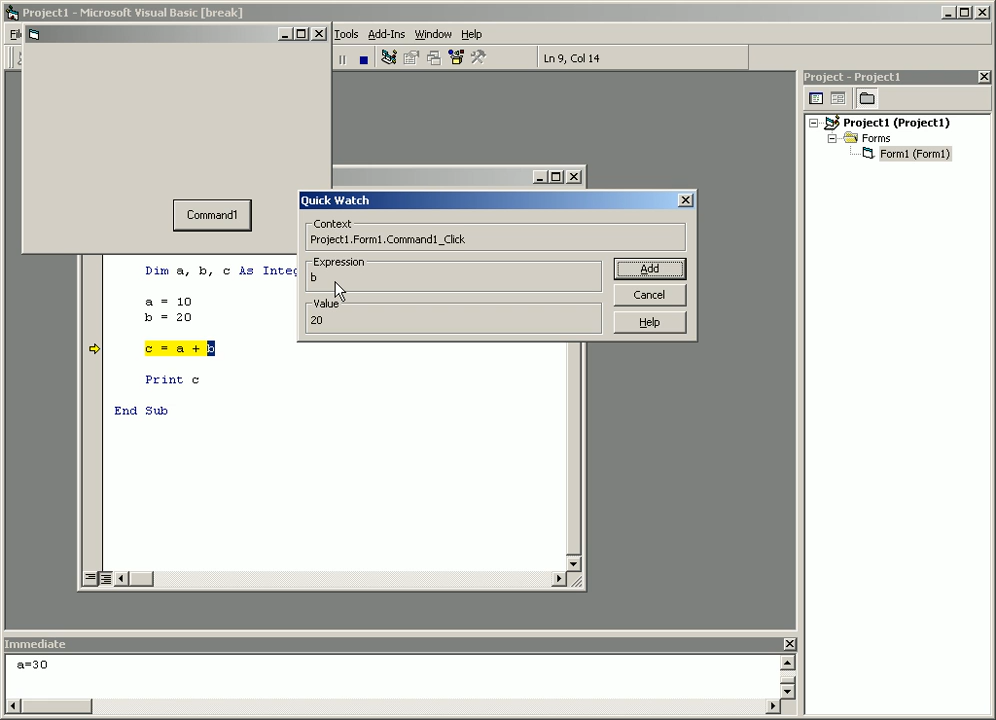 Project1 - Microsoft Visual Basic [break]
Tools Add-Ins Window Help
Ln 9, Col 14
Command1
Dim a, b, c As
a = 10
b = 20
c = a + b
Print c
End Sub
Quick Watch
Context
Project1.Form1.Command1_Click
Expression
b
Value
20
Add
Cancel
Help
Project - Project1
Project1 (Project1)
Forms
Form1 (Form1)
Immediate
a=30